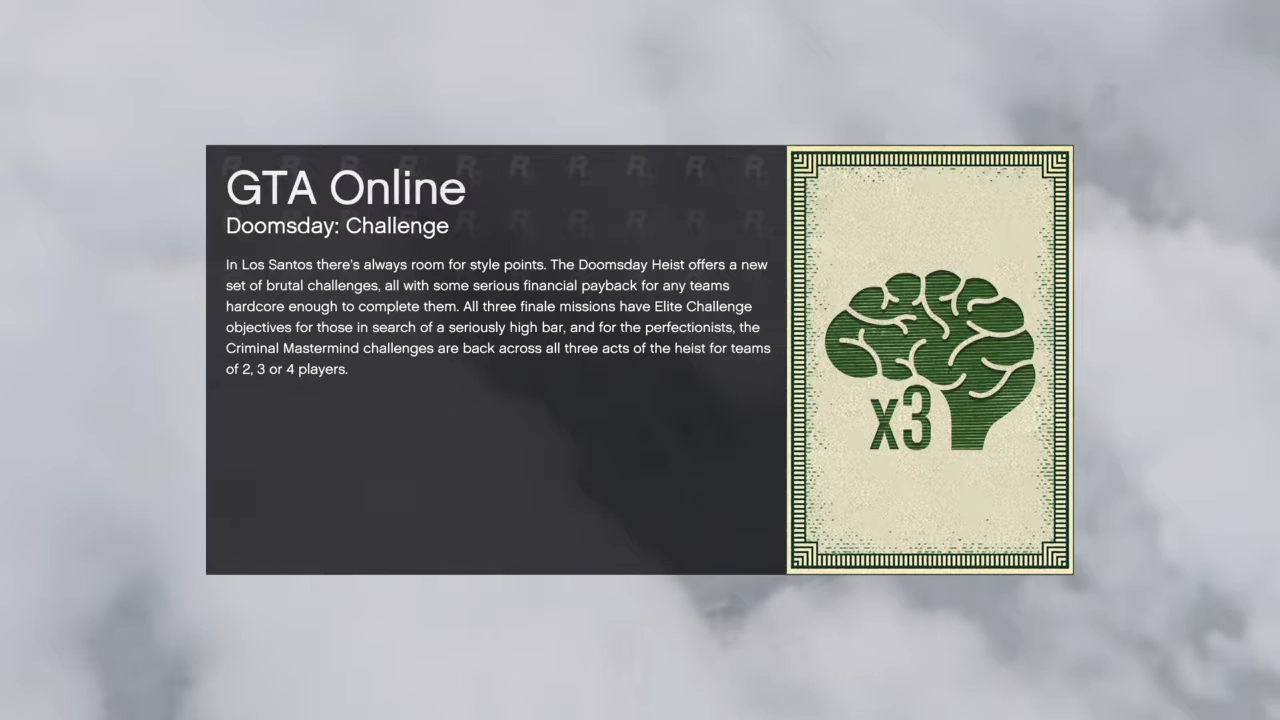 GTA Online
Doomsday: Challenge
In Los Santos there's always room for style points. The Doomsday Heist offers a new
set of brutal challenges, all with some serious financial payback for any teams
hardcore enough to complete them. All three finale missions have Elite Challenge
objectives for those in search of a seriously high bar, and for the perfectionists, the
Criminal Mastermind challenges are back across all three acts of the heist for teams
of 2, 3 or 4 players.
x3